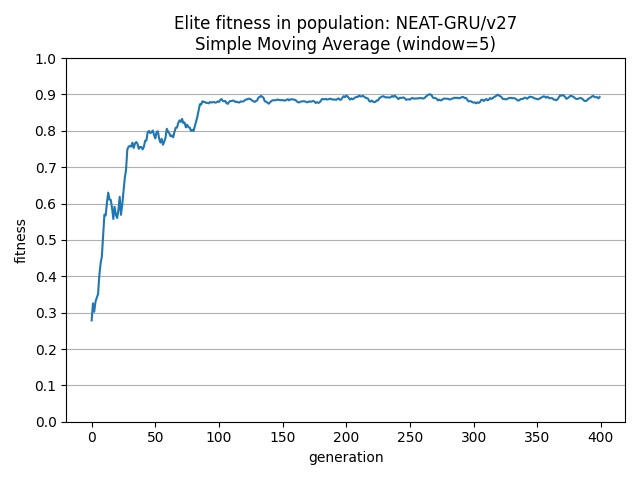 Elite fitness in population: NEAT-GRU/v27
Simple Moving Average (window=5)
fitness
1.0
0.9
0.8
0.7
0.6
0.5
0.4
0.3
0.2
0.1
0.0
0 50 100 150 200 250 300 350 400
generation